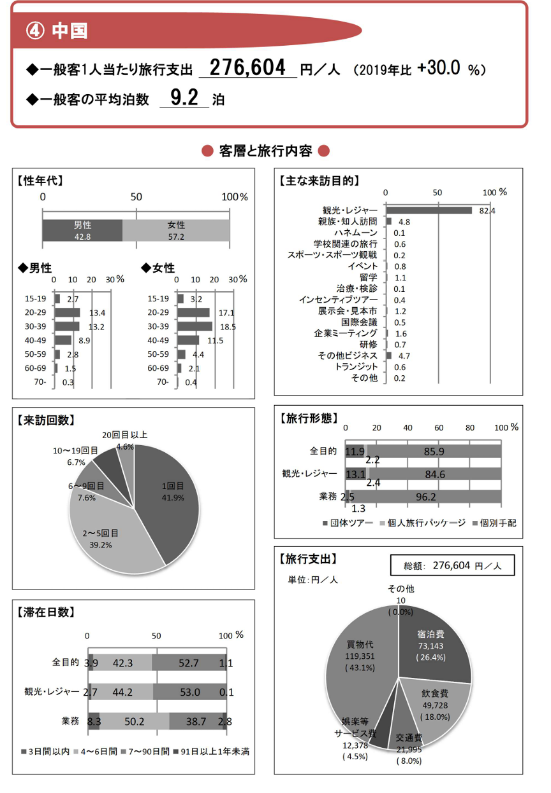 ④ 中国
◆一般客1人当たり旅行支出 276,604 円／人 （2019年比 +30.0 ％）
◆一般客の平均泊数 9.2 泊
● 客層と旅行内容 ●
【性年代】
0 50 100 %
男性 女性
42.8 57.2
◆男性
0 10 20 30 %
15-19 2.7
20-29 13.4
30-39 13.2
40-49 8.9
50-59 2.8
60-69 1.5
70- 0.3
◆女性
0 10 20 30 %
15-19 3.2
20-29 17.1
30-39 18.5
40-49 11.5
50-59 4.4
60-69 2.1
70- 0.4
【主な来訪目的】
0 50 100 %
観光・レジャー 82.4
親族・知人訪問 4.8
ハネムーン 0.1
学校関連の旅行 0.6
スポーツ・スポーツ観戦 0.2
イベント 0.8
留学 1.1
治療・検診 0.1
インセンティブツアー 0.4
展示会・見本市 1.2
国際会議 0.5
企業ミーティング 1.6
研修 0.7
その他ビジネス 4.7
トランジット 0.6
その他 0.2
【来訪回数】
1回目
41.9%
2～5回目
39.2%
6～9回目
7.6%
10～19回目
6.7%
20回目以上
4.6%
【旅行形態】
0 20 40 60 80 100 %
全目的 11.9 2.2 85.9
観光・レジャー 13.1 2.4 84.6
業務 2.5 1.3 96.2
■団体ツアー ■個人旅行パッケージ ■個別手配
【滞在日数】
0 50 100 %
全目的 3.9 42.3 52.7 1.1
観光・レジャー 2.7 44.2 53.0 0.1
業務 8.3 50.2 38.7 2.8
■3日間以内 ■4～6日間 ■7～90日間 ■91日以上1年未満
【旅行支出】
総額: 276,604 円／人
単位：円／人
その他
10
( 0.0%)
宿泊費
73,143
( 26.4%)
飲食費
49,728
( 18.0%)
交通費
21,995
( 8.0%)
娯楽等
サービス費
12,378
( 4.5%)
買物代
119,351
( 43.1%)